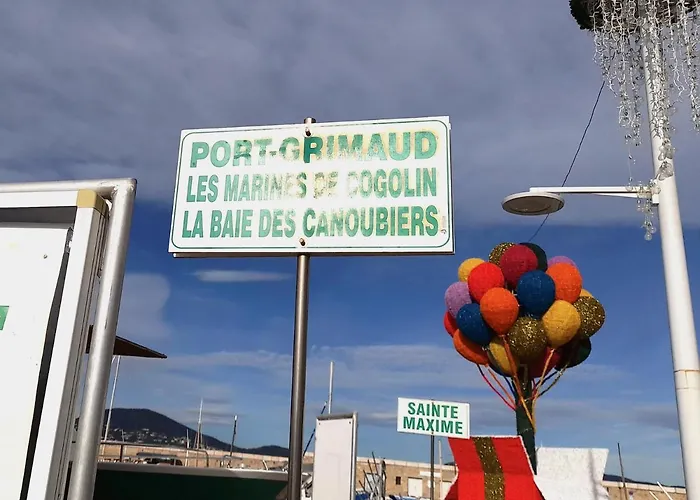 PORT-GRIMAUD
LES MARINES DE COGOLIN
LA BAIE DES CANOUBIERS
SAINTE
MAXIME